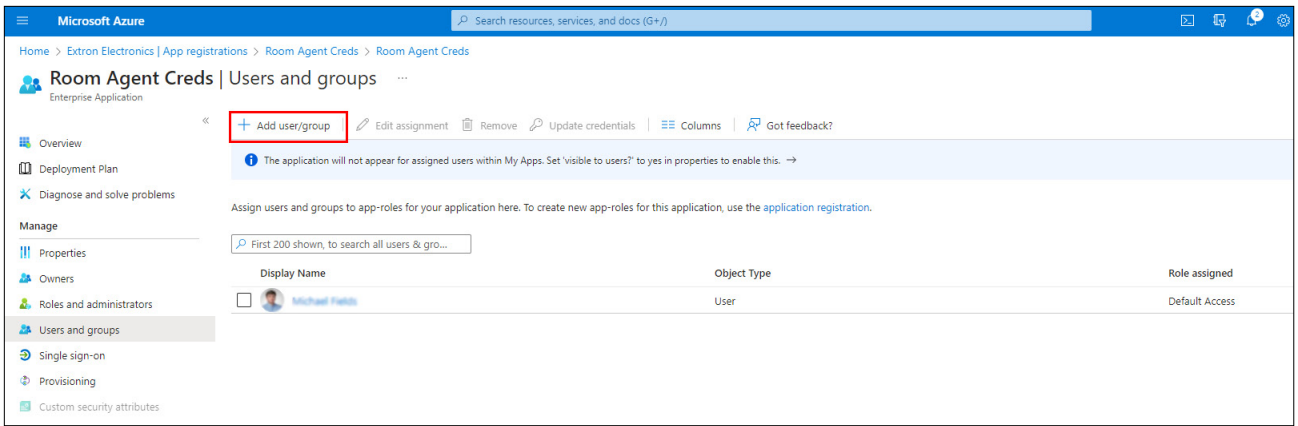 Microsoft Azure
Search resources, services, and docs (G+/)
2
Home > Extron Electronics | App registrations > Room Agent Creds > Room Agent Creds
Room Agent Creds | Users and groups ...
Enterprise Application
«
+ Add user/group Edit assignment Remove Update credentials Columns Got feedback?
Overview
The application will not appear for assigned users within My Apps. Set 'visible to users?' to yes in properties to enable this. →
Deployment Plan
Diagnose and solve problems
Assign users and groups to app-roles for your application here. To create new app-roles for this application, use the application registration.
Manage
First 200 shown, to search all users & gro...
Properties
Display Name Object Type Role assigned
Owners
Roles and administrators
User Default Access
Users and groups
Single sign-on
Provisioning
Custom security attributes